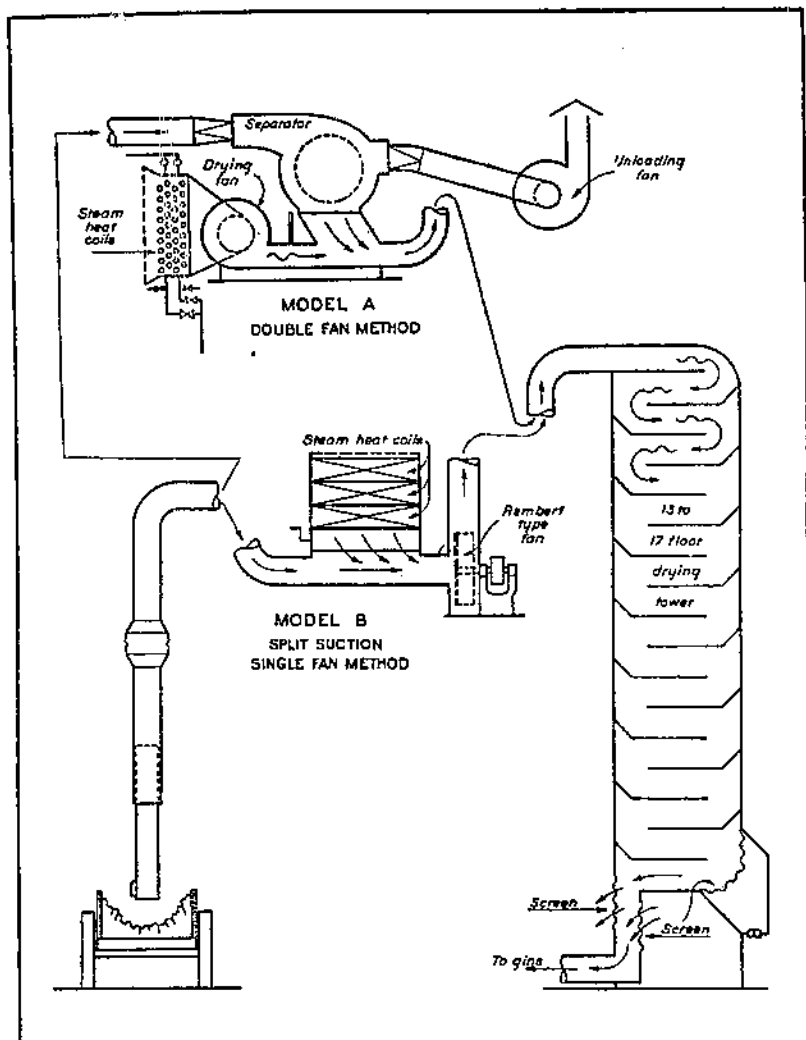 Separator
Drying
fan
Unloading
fan
Steam
heat
coils
MODEL A
DOUBLE FAN METHOD
Steam heat coils
Rembert
type
fan
13 to
17 floor
drying
tower
MODEL B
SPLIT SUCTION
SINGLE FAN METHOD
Screen
Screen
To gins